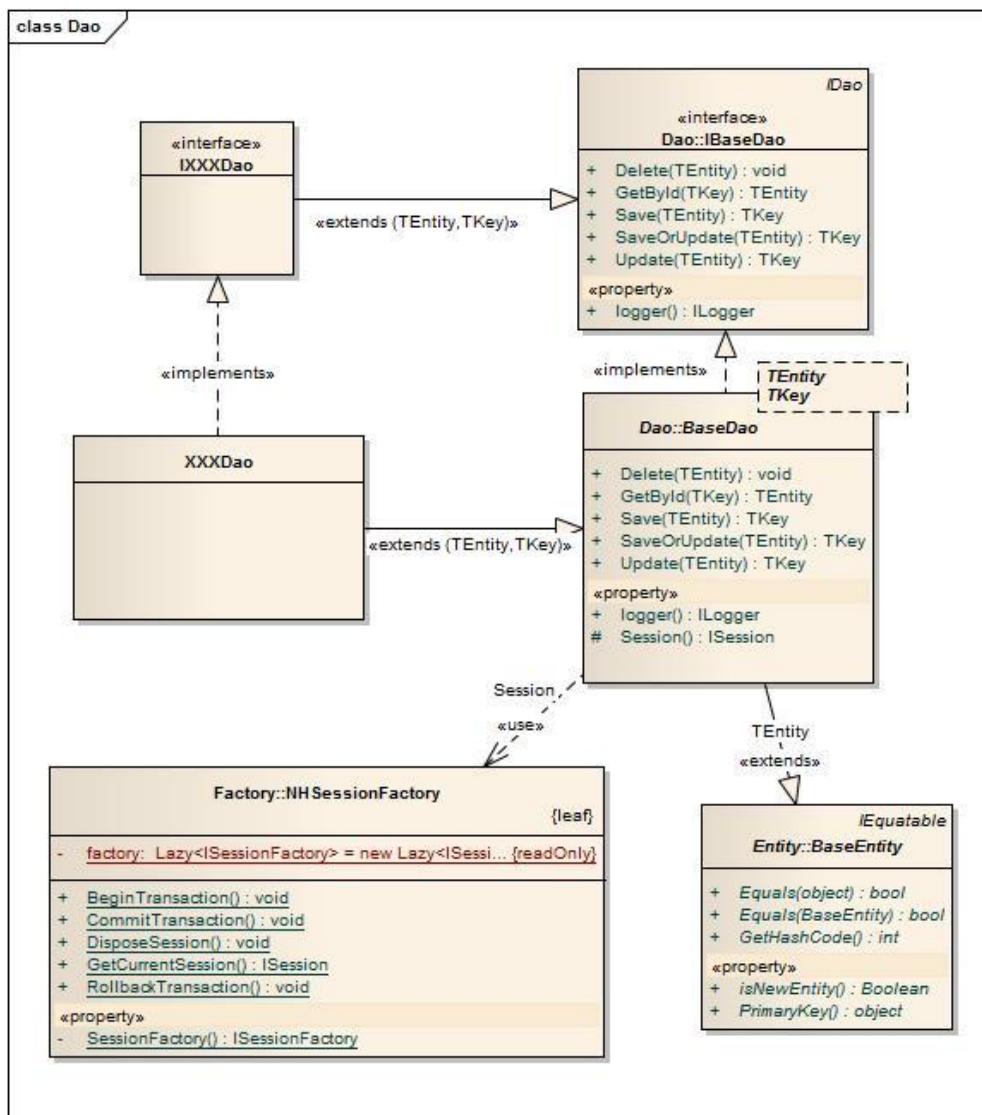 class Dao
IDao
«interface»
Dao::IBaseDao
+ Delete(TEntity) : void
+ GetById(TKey) : TEntity
+ Save(TEntity) : TKey
+ SaveOrUpdate(TEntity) : TKey
+ Update(TEntity) : TKey
«property»
+ logger() : ILogger
«interface»
IXXXDao
«extends (TEntity,TKey)»
«implements»
«implements»
TEntity
TKey
XXXDao
«extends (TEntity,TKey)»
Dao::BaseDao
+ Delete(TEntity) : void
+ GetById(TKey) : TEntity
+ Save(TEntity) : TKey
+ SaveOrUpdate(TEntity) : TKey
+ Update(TEntity) : TKey
«property»
+ logger() : ILogger
# Session() : ISession
Session
«use»
TEntity
«extends»
Factory::NHSessionFactory
{leaf}
- factory: Lazy<ISessionFactory> = new Lazy<ISessi... {readOnly}
+ BeginTransaction() : void
+ CommitTransaction() : void
+ DisposeSession() : void
+ GetCurrentSession() : ISession
+ RollbackTransaction() : void
«property»
- SessionFactory() : ISessionFactory
IEquatable
Entity::BaseEntity
+ Equals(object) : bool
+ Equals(BaseEntity) : bool
+ GetHashCode() : int
«property»
+ isNewEntity() : Boolean
+ PrimaryKey() : object